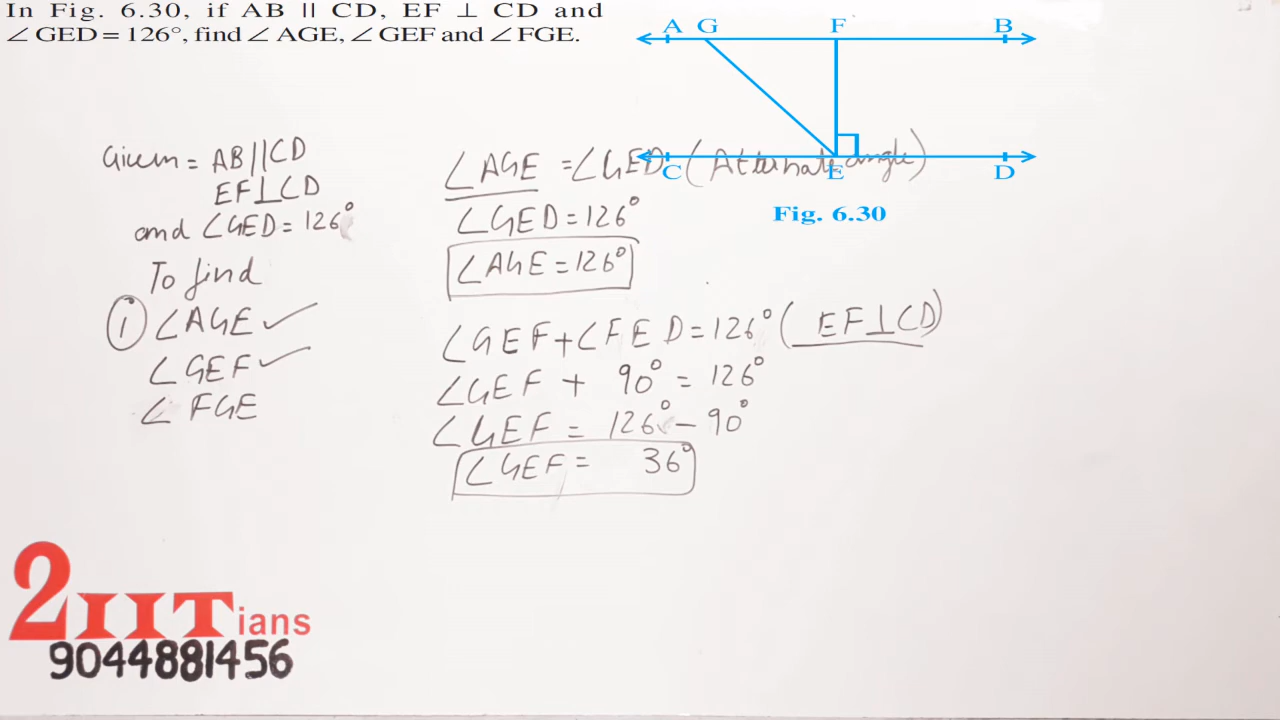 In Fig. 6.30, if AB || CD, EF ⊥ CD and
∠ GED = 126°, find ∠ AGE, ∠ GEF and ∠ FGE.
A G F B
C E D
Fig. 6.30
Given = AB||CD
EF⊥CD
and ∠GED = 126°
To find
① ∠AGE ✓
∠GEF ✓
∠FGE
∠AGE = ∠GED (Alternate angle)
∠GED = 126°
∠AGE = 126°
∠GEF + ∠FED = 126° ( EF⊥CD)
∠GEF + 90° = 126°
∠GEF = 126° − 90°
∠GEF = 36°
2IITians
9044881456